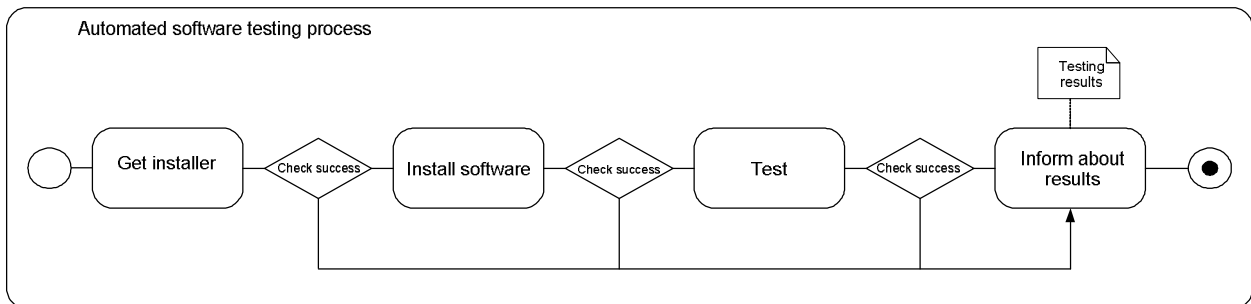 Automated software testing process
Testing
results
Get installer
Check success
Install software
Check success
Test
Check success
Inform about
results